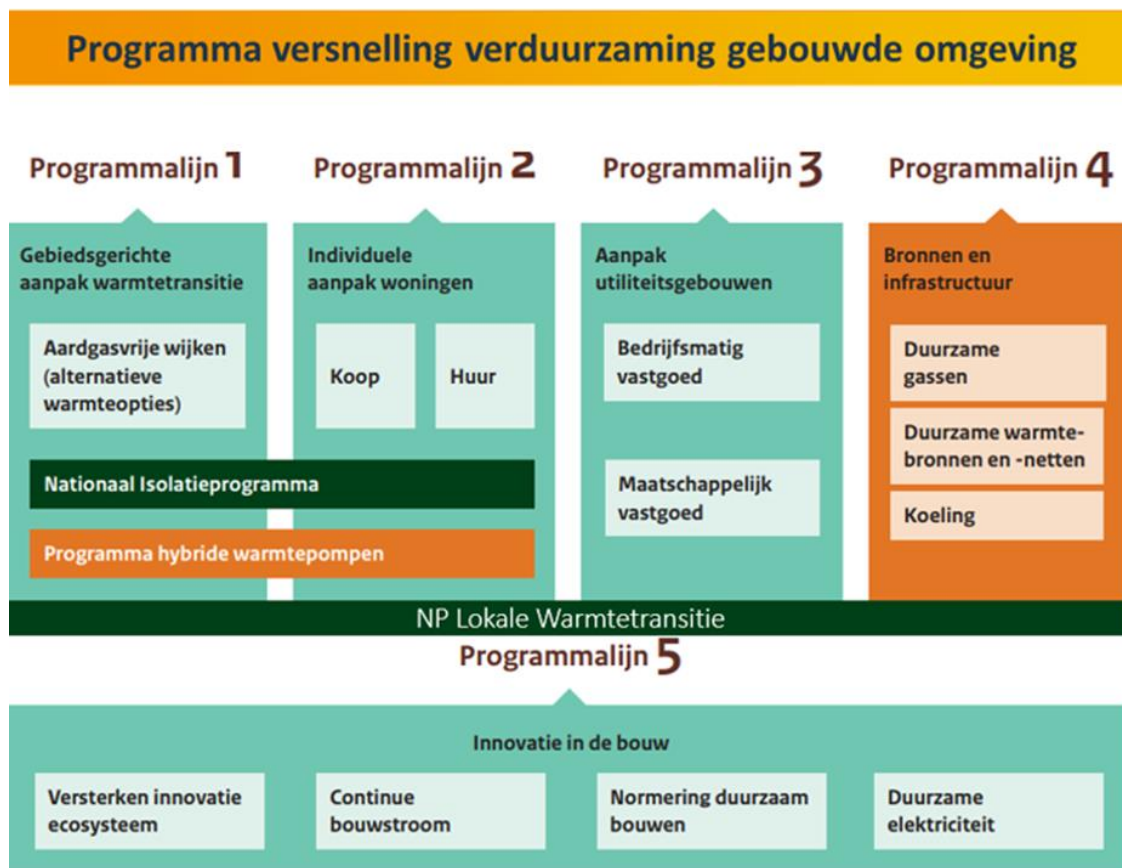 Programma versnelling verduurzaming gebouwde omgeving
Programmalijn 1
Gebiedsgerichte
aanpak warmtetransitie
Aardgasvrije wijken
(alternatieve
warmteopties)
Programmalijn 2
Individuele
aanpak woningen
Koop
Huur
Nationaal Isolatieprogramma
Programma hybride warmtepompen
Programmalijn 3
Aanpak
utiliteitsgebouwen
Bedrijfsmatig
vastgoed
Maatschappelijk
vastgoed
Programmalijn 4
Bronnen en
infrastructuur
Duurzame
gassen
Duurzame warmte-
bronnen en -netten
Koeling
NP Lokale Warmtetransitie
Programmalijn 5
Innovatie in de bouw
Versterken innovatie
ecosysteem
Continue
bouwstroom
Normering duurzaam
bouwen
Duurzame
elektriciteit